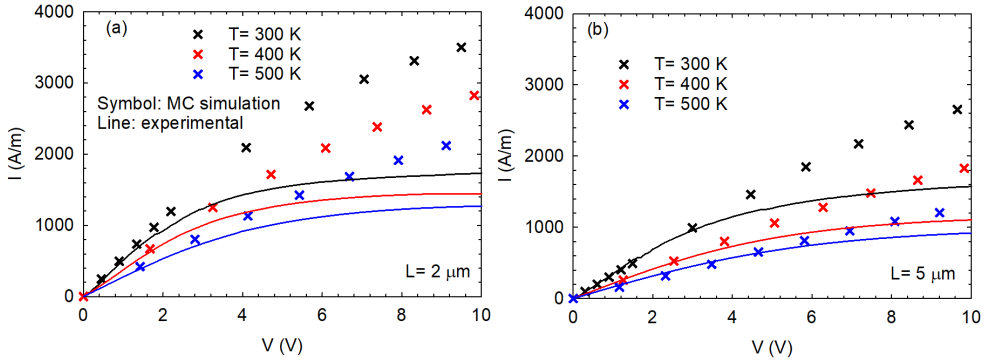 (a)
T= 300 K
T= 400 K
T= 500 K
Symbol: MC simulation
Line: experimental
L= 2 μm
I (A/m)
4000
3000
2000
1000
0
0 2 4 6 8 10
V (V)
(b)
T= 300 K
T= 400 K
T= 500 K
L= 5 μm
I (A/m)
4000
3000
2000
1000
0
0 2 4 6 8 10
V (V)